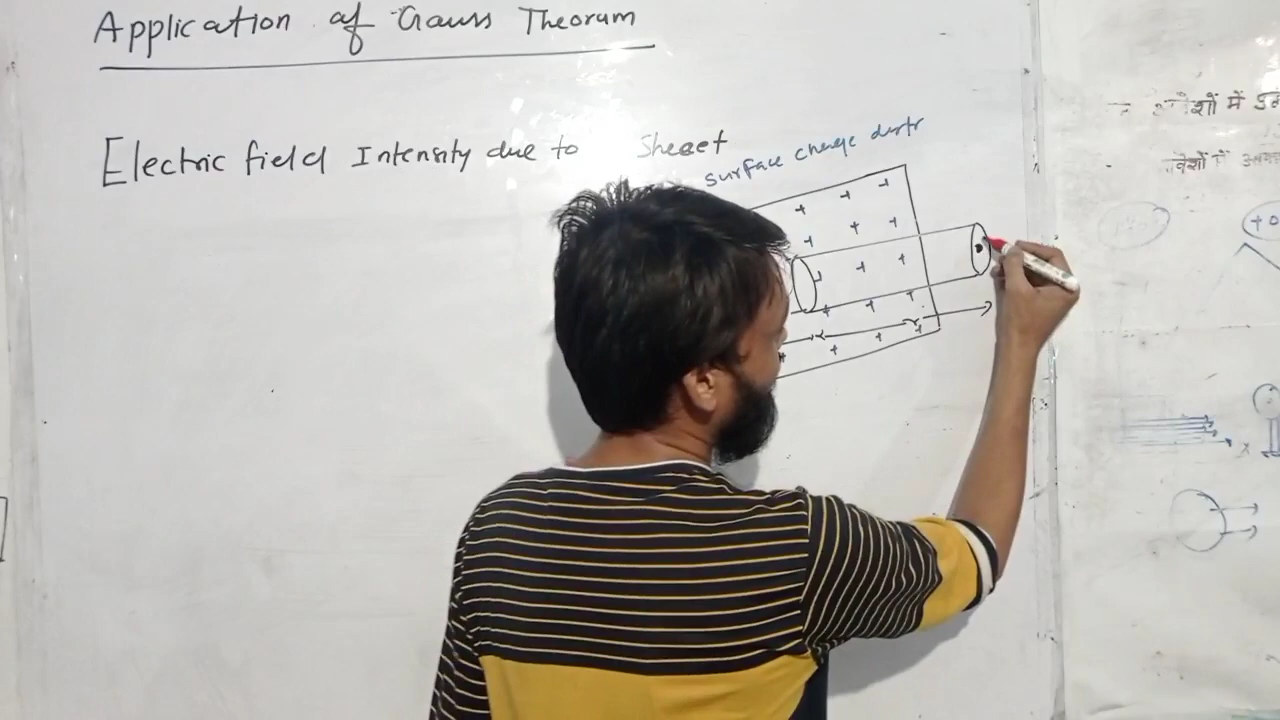 Application of Gauss Theorum
Electric field Intensity due to Sheeet
surface charge distr
शों में